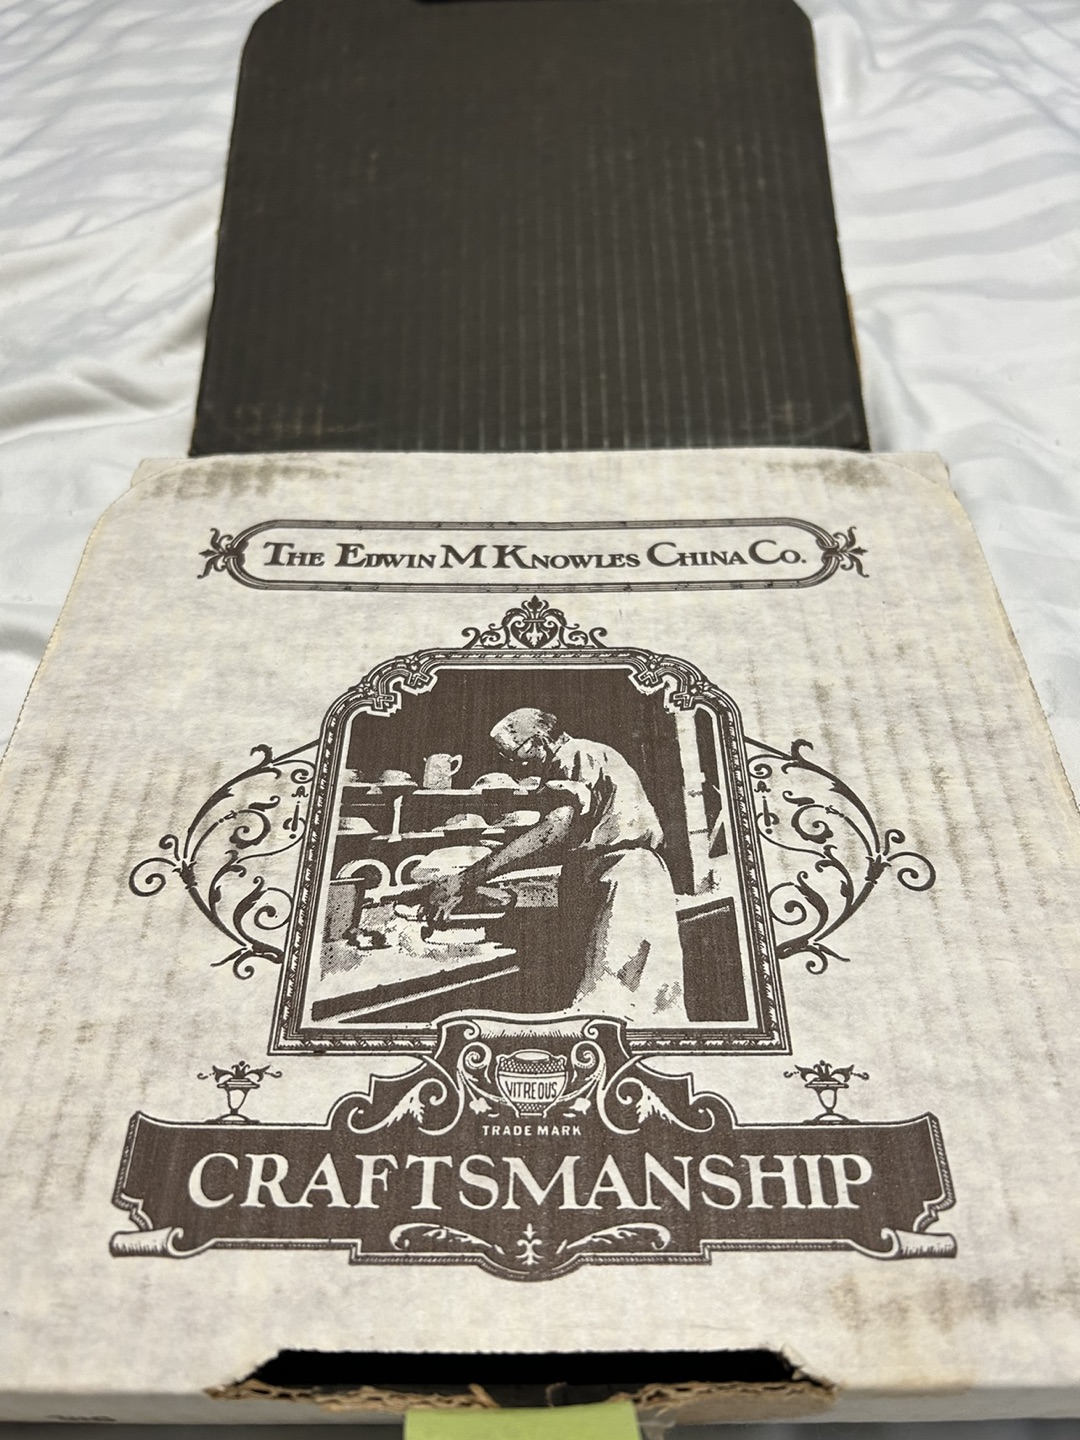 THE EDWIN M KNOWLES CHINA CO.
VITREOUS
TRADE MARK
CRAFTSMANSHIP